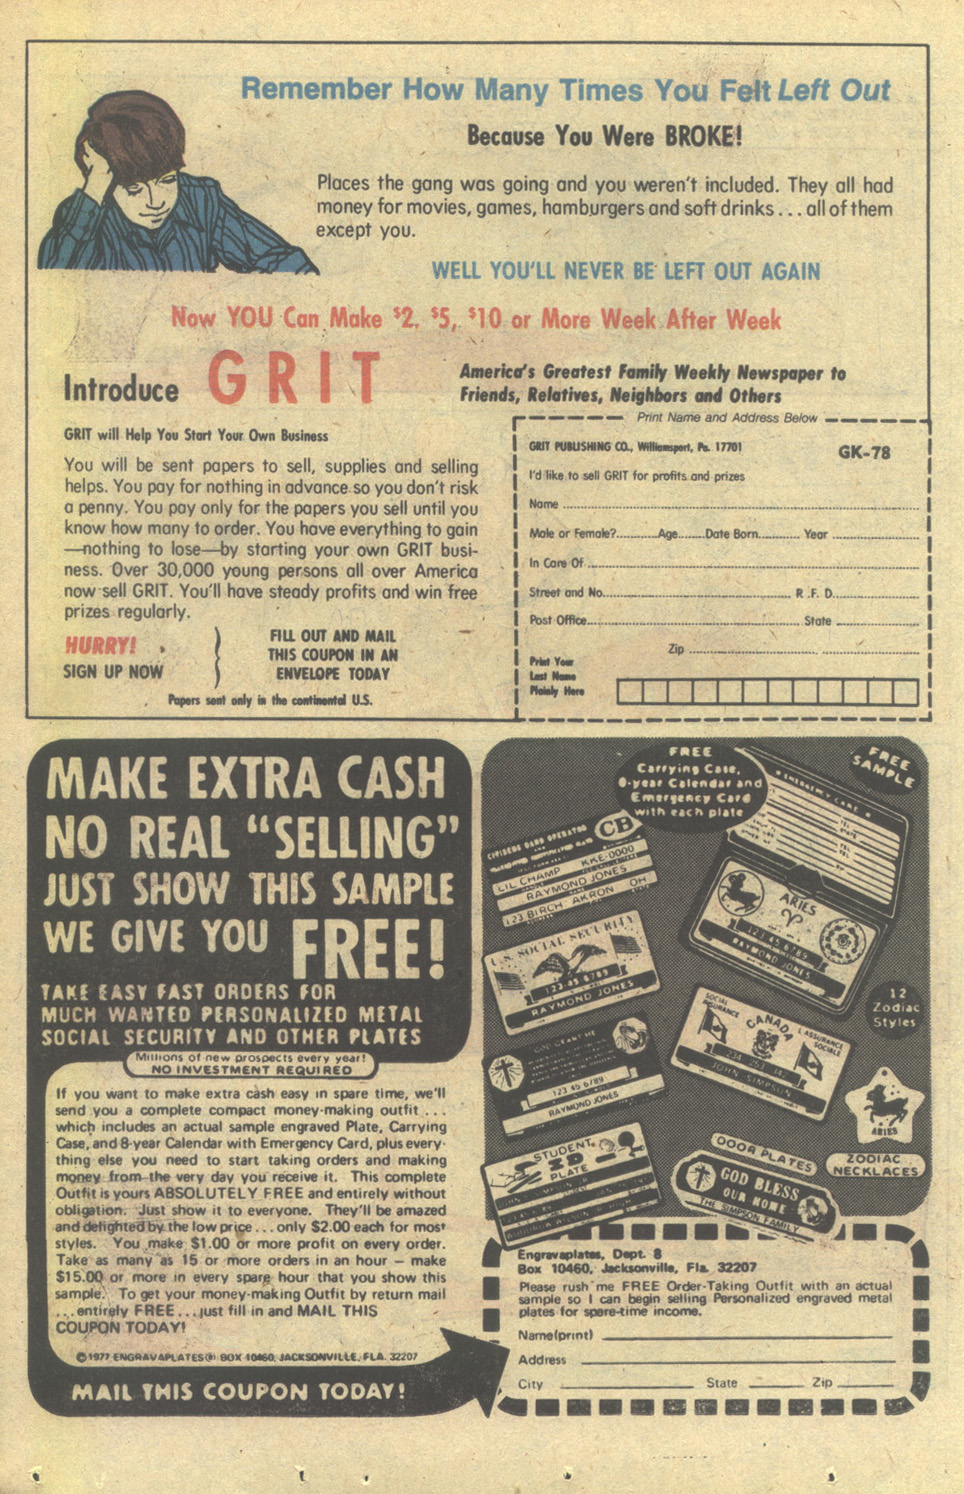 Remember How Many Times You Felt Left Out
Because You Were BROKE!
Places the gang was going and you weren't included. They all had
money for movies, games, hamburgers and soft drinks . . . all of them
except you.
WELL YOU'LL NEVER BE LEFT OUT AGAIN
Now YOU Can Make $2, $5, $10 or More Week After Week
Introduce GRIT
America's Greatest Family Weekly Newspaper to
Friends, Relatives, Neighbors and Others
GRIT will Help You Start Your Own Business
You will be sent papers to sell, supplies and selling
helps. You pay for nothing in advance so you don't risk
a penny. You pay only for the papers you sell until you
know how many to order. You have everything to gain
—nothing to lose—by starting your own GRIT busi-
ness. Over 30,000 young persons all over America
now sell GRIT. You'll have steady profits and win free
prizes regularly.
HURRY!
SIGN UP NOW
FILL OUT AND MAIL
THIS COUPON IN AN
ENVELOPE TODAY
Papers sent only in the continental U.S.
Print Name and Address Below
GRIT PUBLISHING CO., Williamsport, Pa. 17701
GK-78
I'd like to sell GRIT for profits and prizes
Name
Male or Female? Age Date Born Year
In Care Of
Street and No. R.F.D.
Post Office State
Zip
Print Your
Last Name
Plainly Here
MAKE EXTRA CASH
NO REAL "SELLING"
JUST SHOW THIS SAMPLE
WE GIVE YOU FREE!
TAKE EASY FAST ORDERS FOR
MUCH WANTED PERSONALIZED METAL
SOCIAL SECURITY AND OTHER PLATES
Millions of new prospects every year!
NO INVESTMENT REQUIRED
If you want to make extra cash easy in spare time, we'll
send you a complete compact money-making outfit . . .
which includes an actual sample engraved Plate, Carrying
Case, and 8-year Calendar with Emergency Card, plus every-
thing else you need to start taking orders and making
money from the very day you receive it. This complete
Outfit is yours ABSOLUTELY FREE and entirely without
obligation. Just show it to everyone. They'll be amazed
and delighted by the low price . . . only $2.00 each for most
styles. You make $1.00 or more profit on every order.
Take as many as 15 or more orders in an hour — make
$15.00 or more in every spare hour that you show this
sample. To get your money-making Outfit by return mail
. . . entirely FREE . . . just fill in and MAIL THIS
COUPON TODAY!
©1977 ENGRAVAPLATES® BOX 10460, JACKSONVILLE, FLA. 32207
MAIL THIS COUPON TODAY!
FREE
Carrying Case,
8-year Calendar and
Emergency Card
with each plate
FREE
SAMPLE
EMERGENCY CARD
CITIZENS BAND OPERATOR
CB
KKE-0000
LIL CHAMP
RAYMOND JONES
123 BIRCH AKRON OH
ARIES
123 45 6789
RAYMOND JONES
U.S. SOCIAL SECURITY
123-45-6789
RAYMOND JONES
12
Zodiac
Styles
SOCIAL
INSURANCE
CANADA
L'ASSURANCE
SOCIALE
JOHN SIMPSON
GOD GRANT ME
123 45 6789
RAYMOND JONES
ARIES
ZODIAC
NECKLACES
STUDENT
ID
PLATE
DOOR PLATES
GOD BLESS
OUR HOME
THE SIMPSON FAMILY
Engravaplates, Dept. 8
Box 10460, Jacksonville, Fla. 32207
Please rush me FREE Order-Taking Outfit with an actual
sample so I can begin selling Personalized engraved metal
plates for spare-time income.
Name(print)
Address
City State Zip